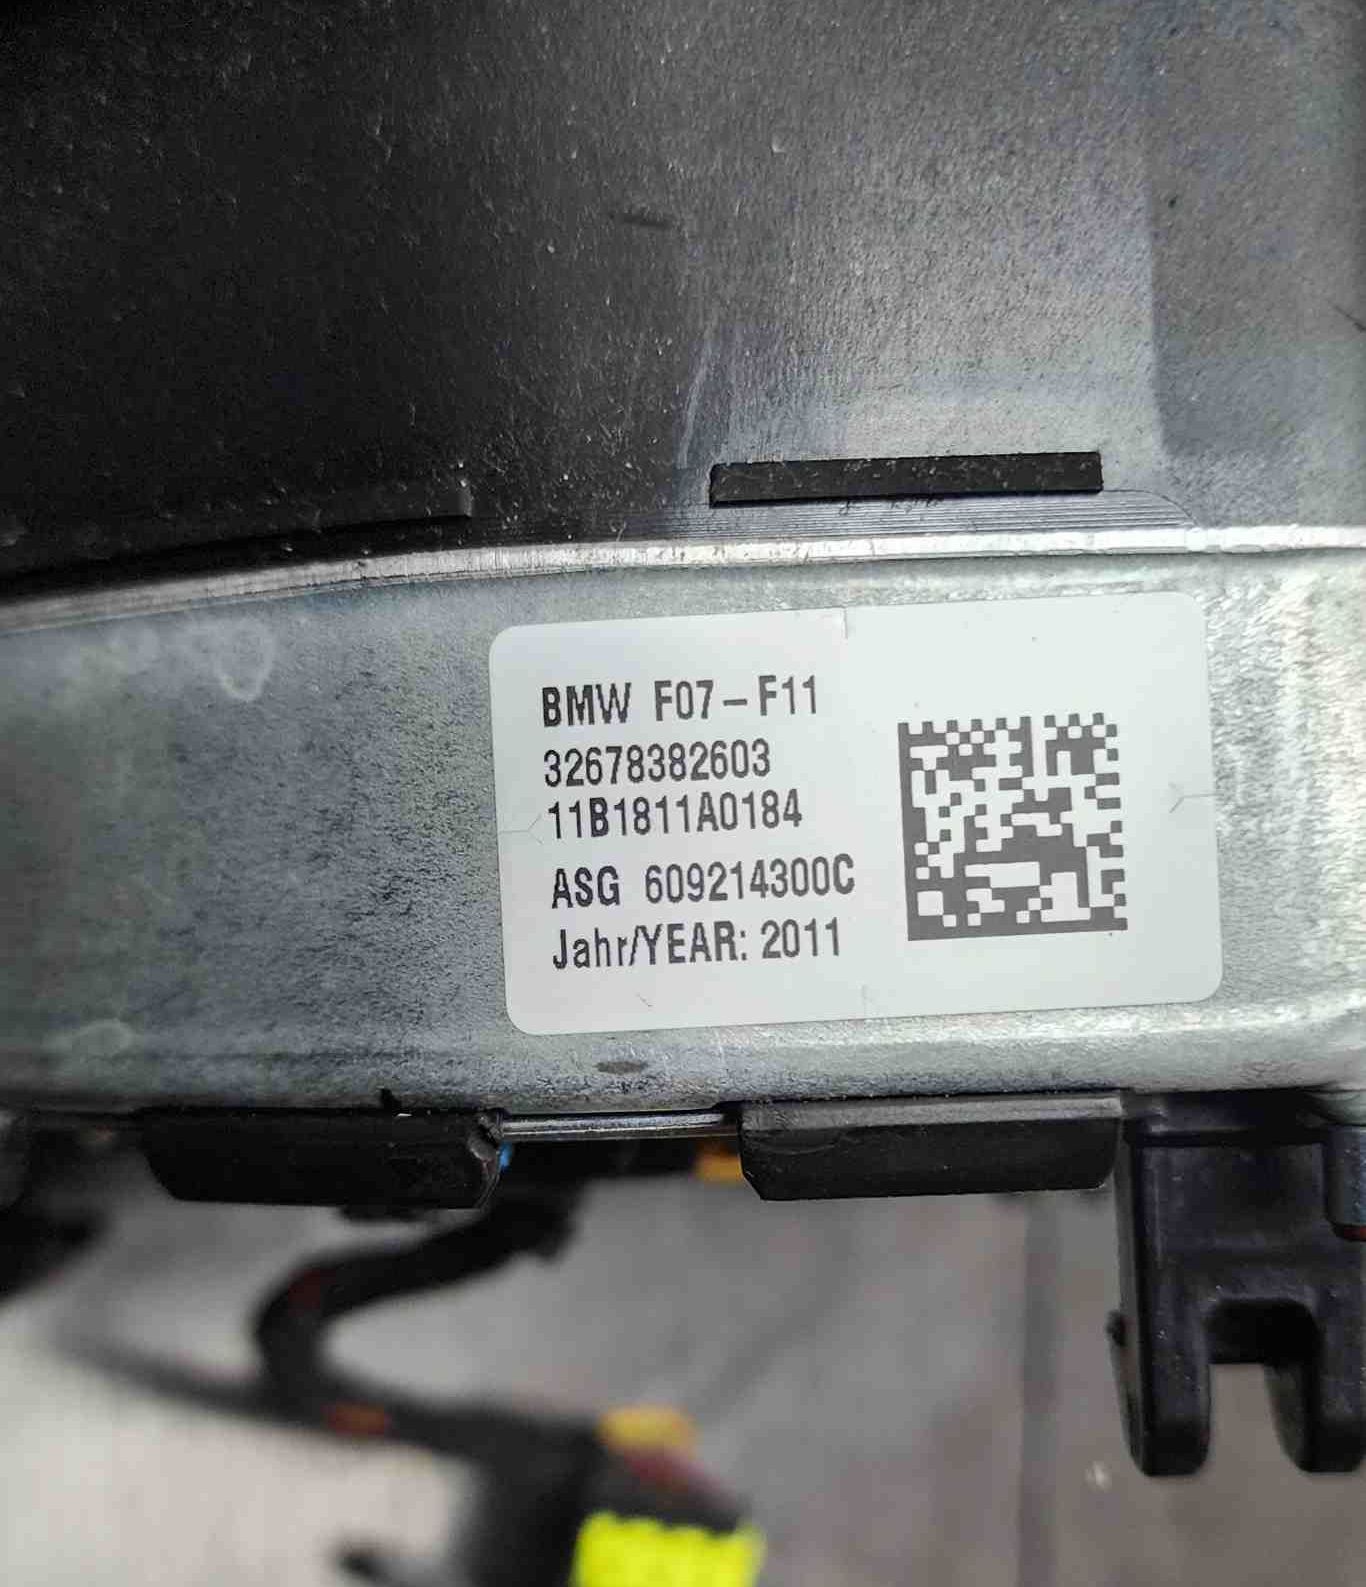 BMW F07-F11
32678382603
11B1811A0184
ASG 609214300C
Jahr/YEAR: 2011